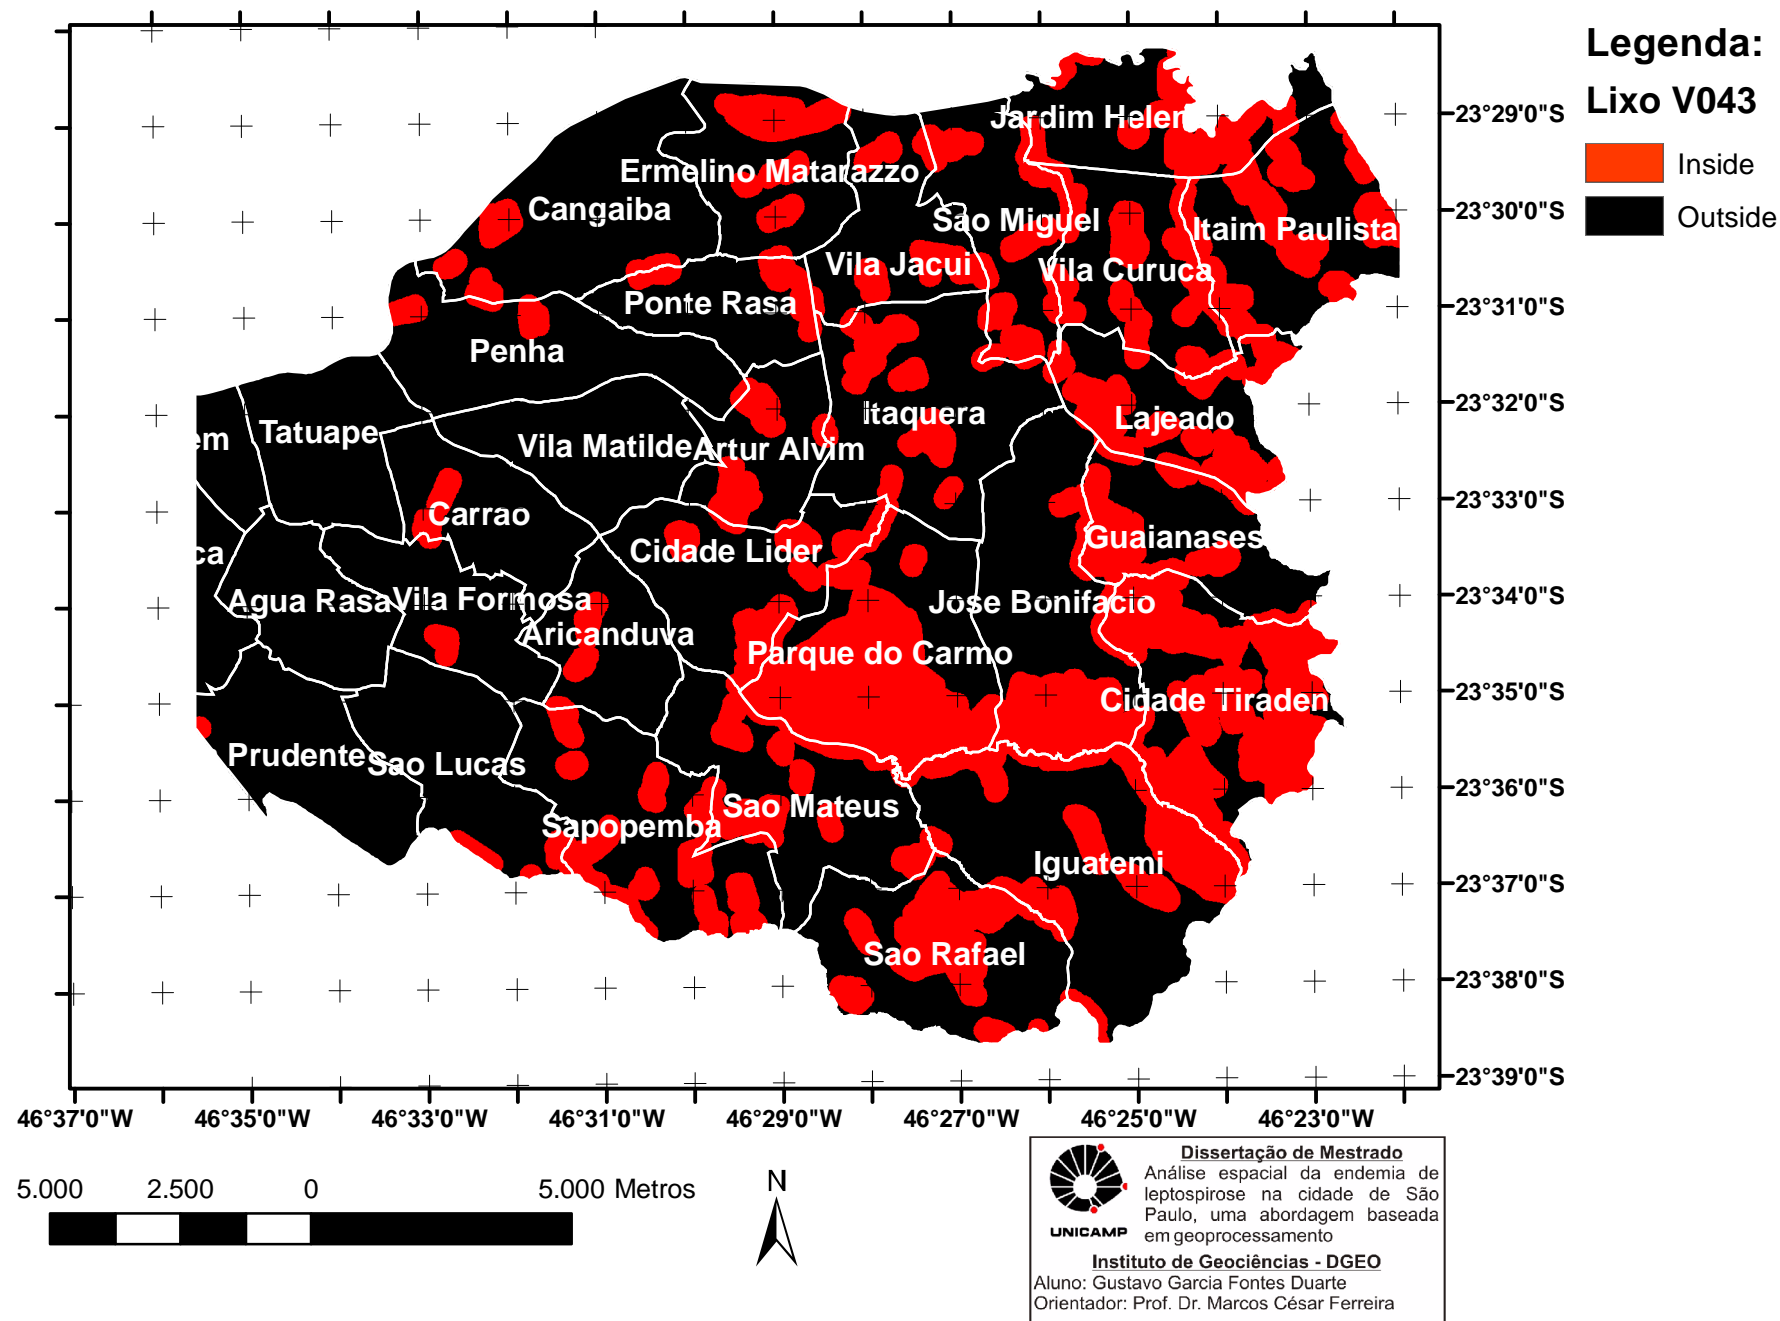 Legenda:
Lixo V043
Inside
Outside
Jardim Helen
Ermelino Matarazzo
Cangaiba
Sao Miguel
Itaim Paulista
Vila Jacui
Vila Curuca
Ponte Rasa
Penha
Itaquera
Lajeado
em
Tatuape
Vila Matilde
Artur Alvim
Carrao
ca
Cidade Lider
Guaianases
Agua Rasa
Vila Formosa
Aricanduva
Jose Bonifacio
Parque do Carmo
Cidade Tiraden
Prudente
Sao Lucas
Sao Mateus
Sapopemba
Iguatemi
Sao Rafael
23°29'0"S
23°30'0"S
23°31'0"S
23°32'0"S
23°33'0"S
23°34'0"S
23°35'0"S
23°36'0"S
23°37'0"S
23°38'0"S
23°39'0"S
46°37'0"W
46°35'0"W
46°33'0"W
46°31'0"W
46°29'0"W
46°27'0"W
46°25'0"W
46°23'0"W
5.000
2.500
0
5.000 Metros
N
UNICAMP
Dissertação de Mestrado
Análise espacial da endemia de
leptospirose na cidade de São
Paulo, uma abordagem baseada
em geoprocessamento
Instituto de Geociências - DGEO
Aluno: Gustavo Garcia Fontes Duarte
Orientador: Prof. Dr. Marcos César Ferreira